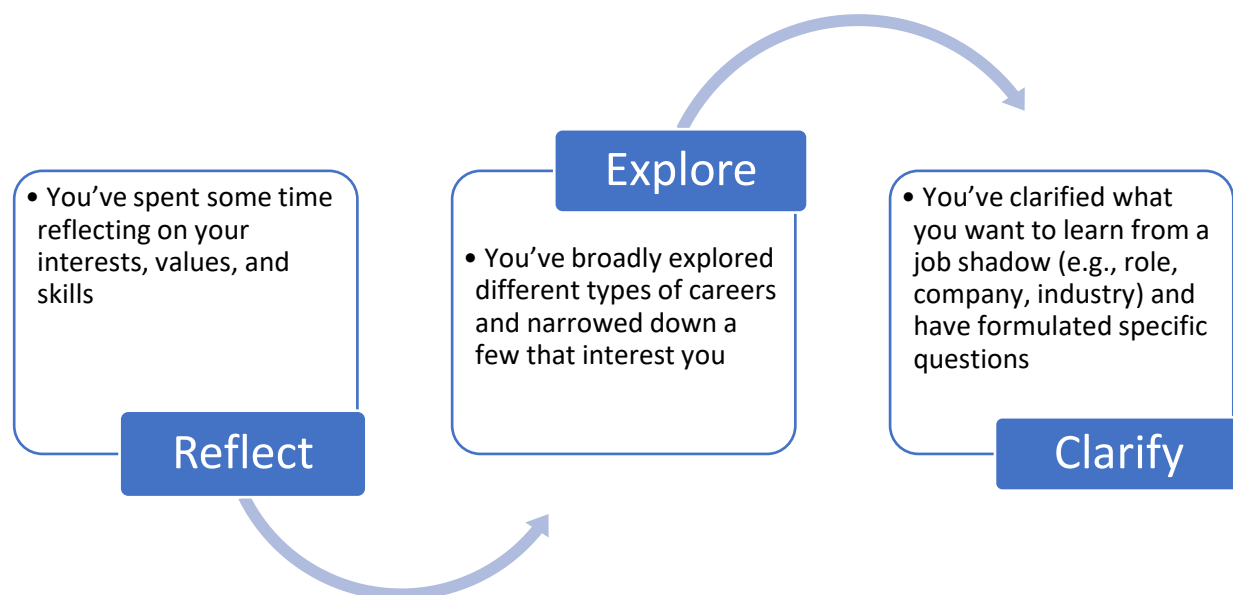 • You’ve spent some time
reflecting on your
interests, values, and
skills
Reflect
Explore
• You’ve broadly explored
different types of careers
and narrowed down a
few that interest you
• You’ve clarified what
you want to learn from a
job shadow (e.g., role,
company, industry) and
have formulated specific
questions
Clarify